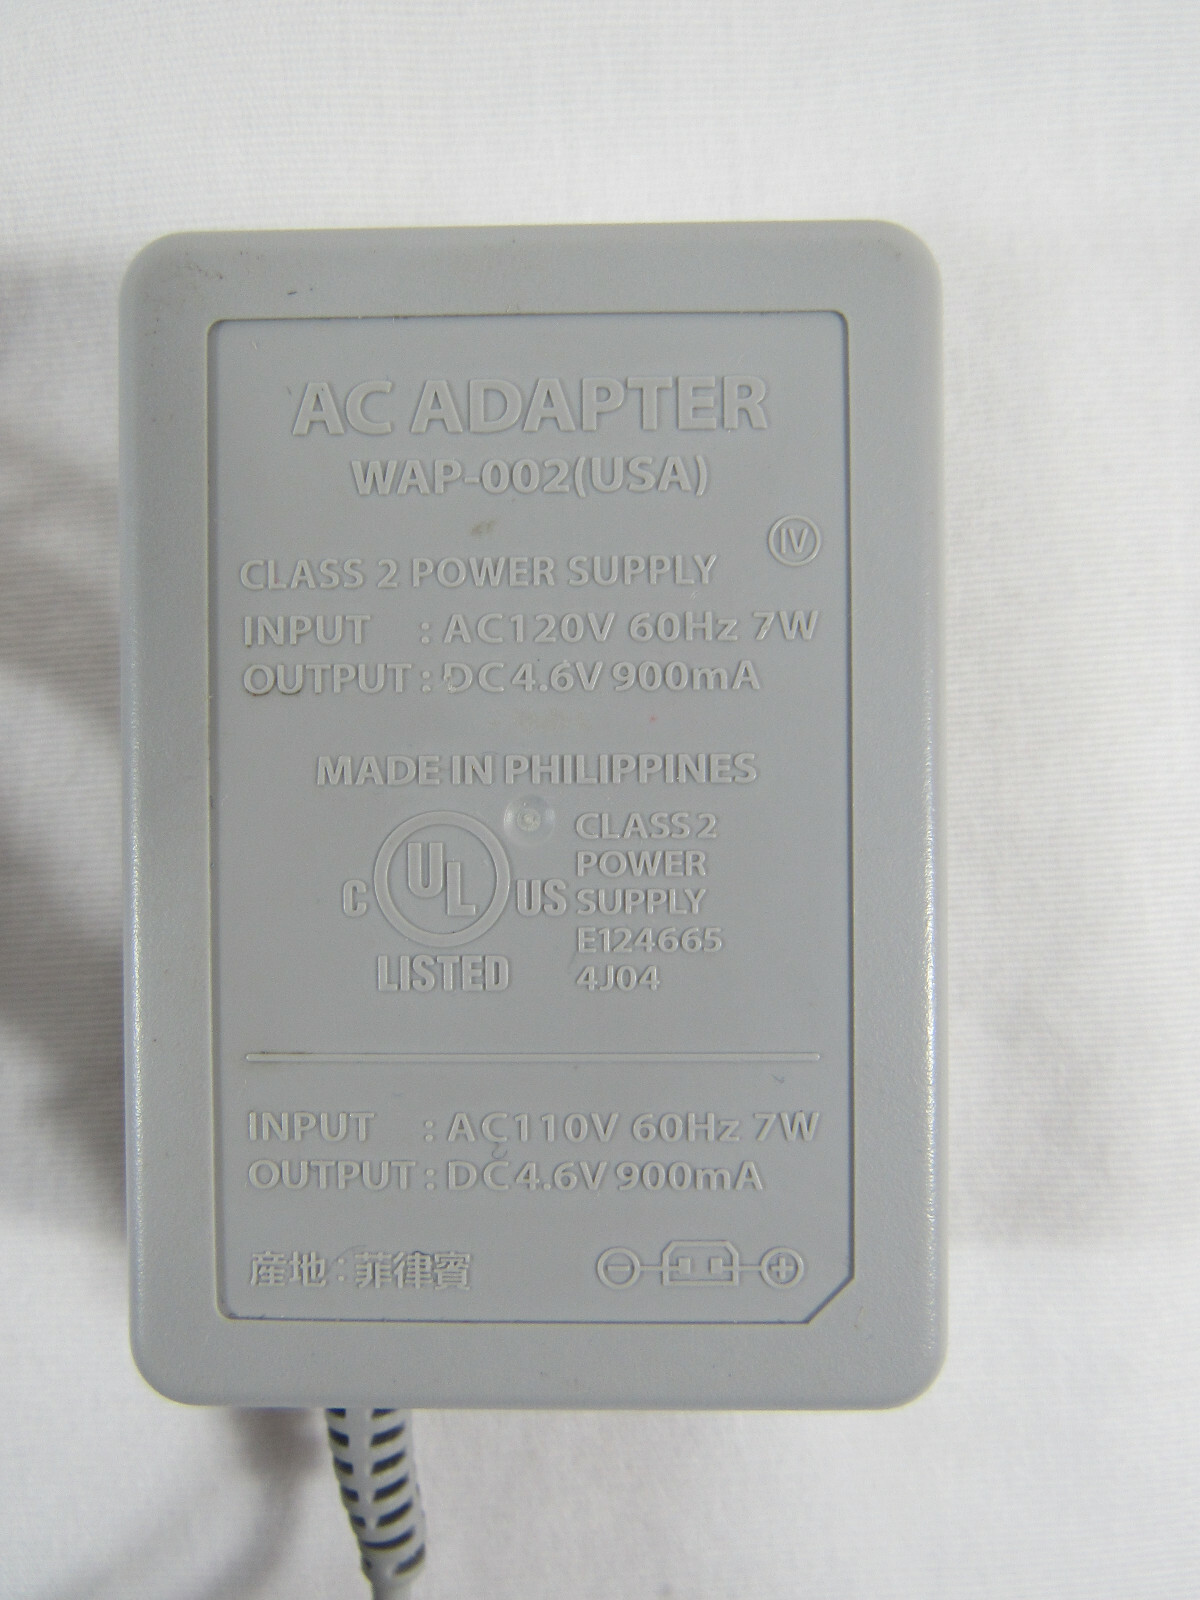 AC ADAPTER
WAP-002(USA)
IV
CLASS 2 POWER SUPPLY
INPUT : AC120V 60Hz 7W
OUTPUT : DC4.6V 900mA
MADE IN PHILIPPINES
C UL US
LISTED
CLASS 2
POWER
SUPPLY
E124665
4J04
INPUT : AC110V 60Hz 7W
OUTPUT : DC4.6V 900mA
産地:菲律賓